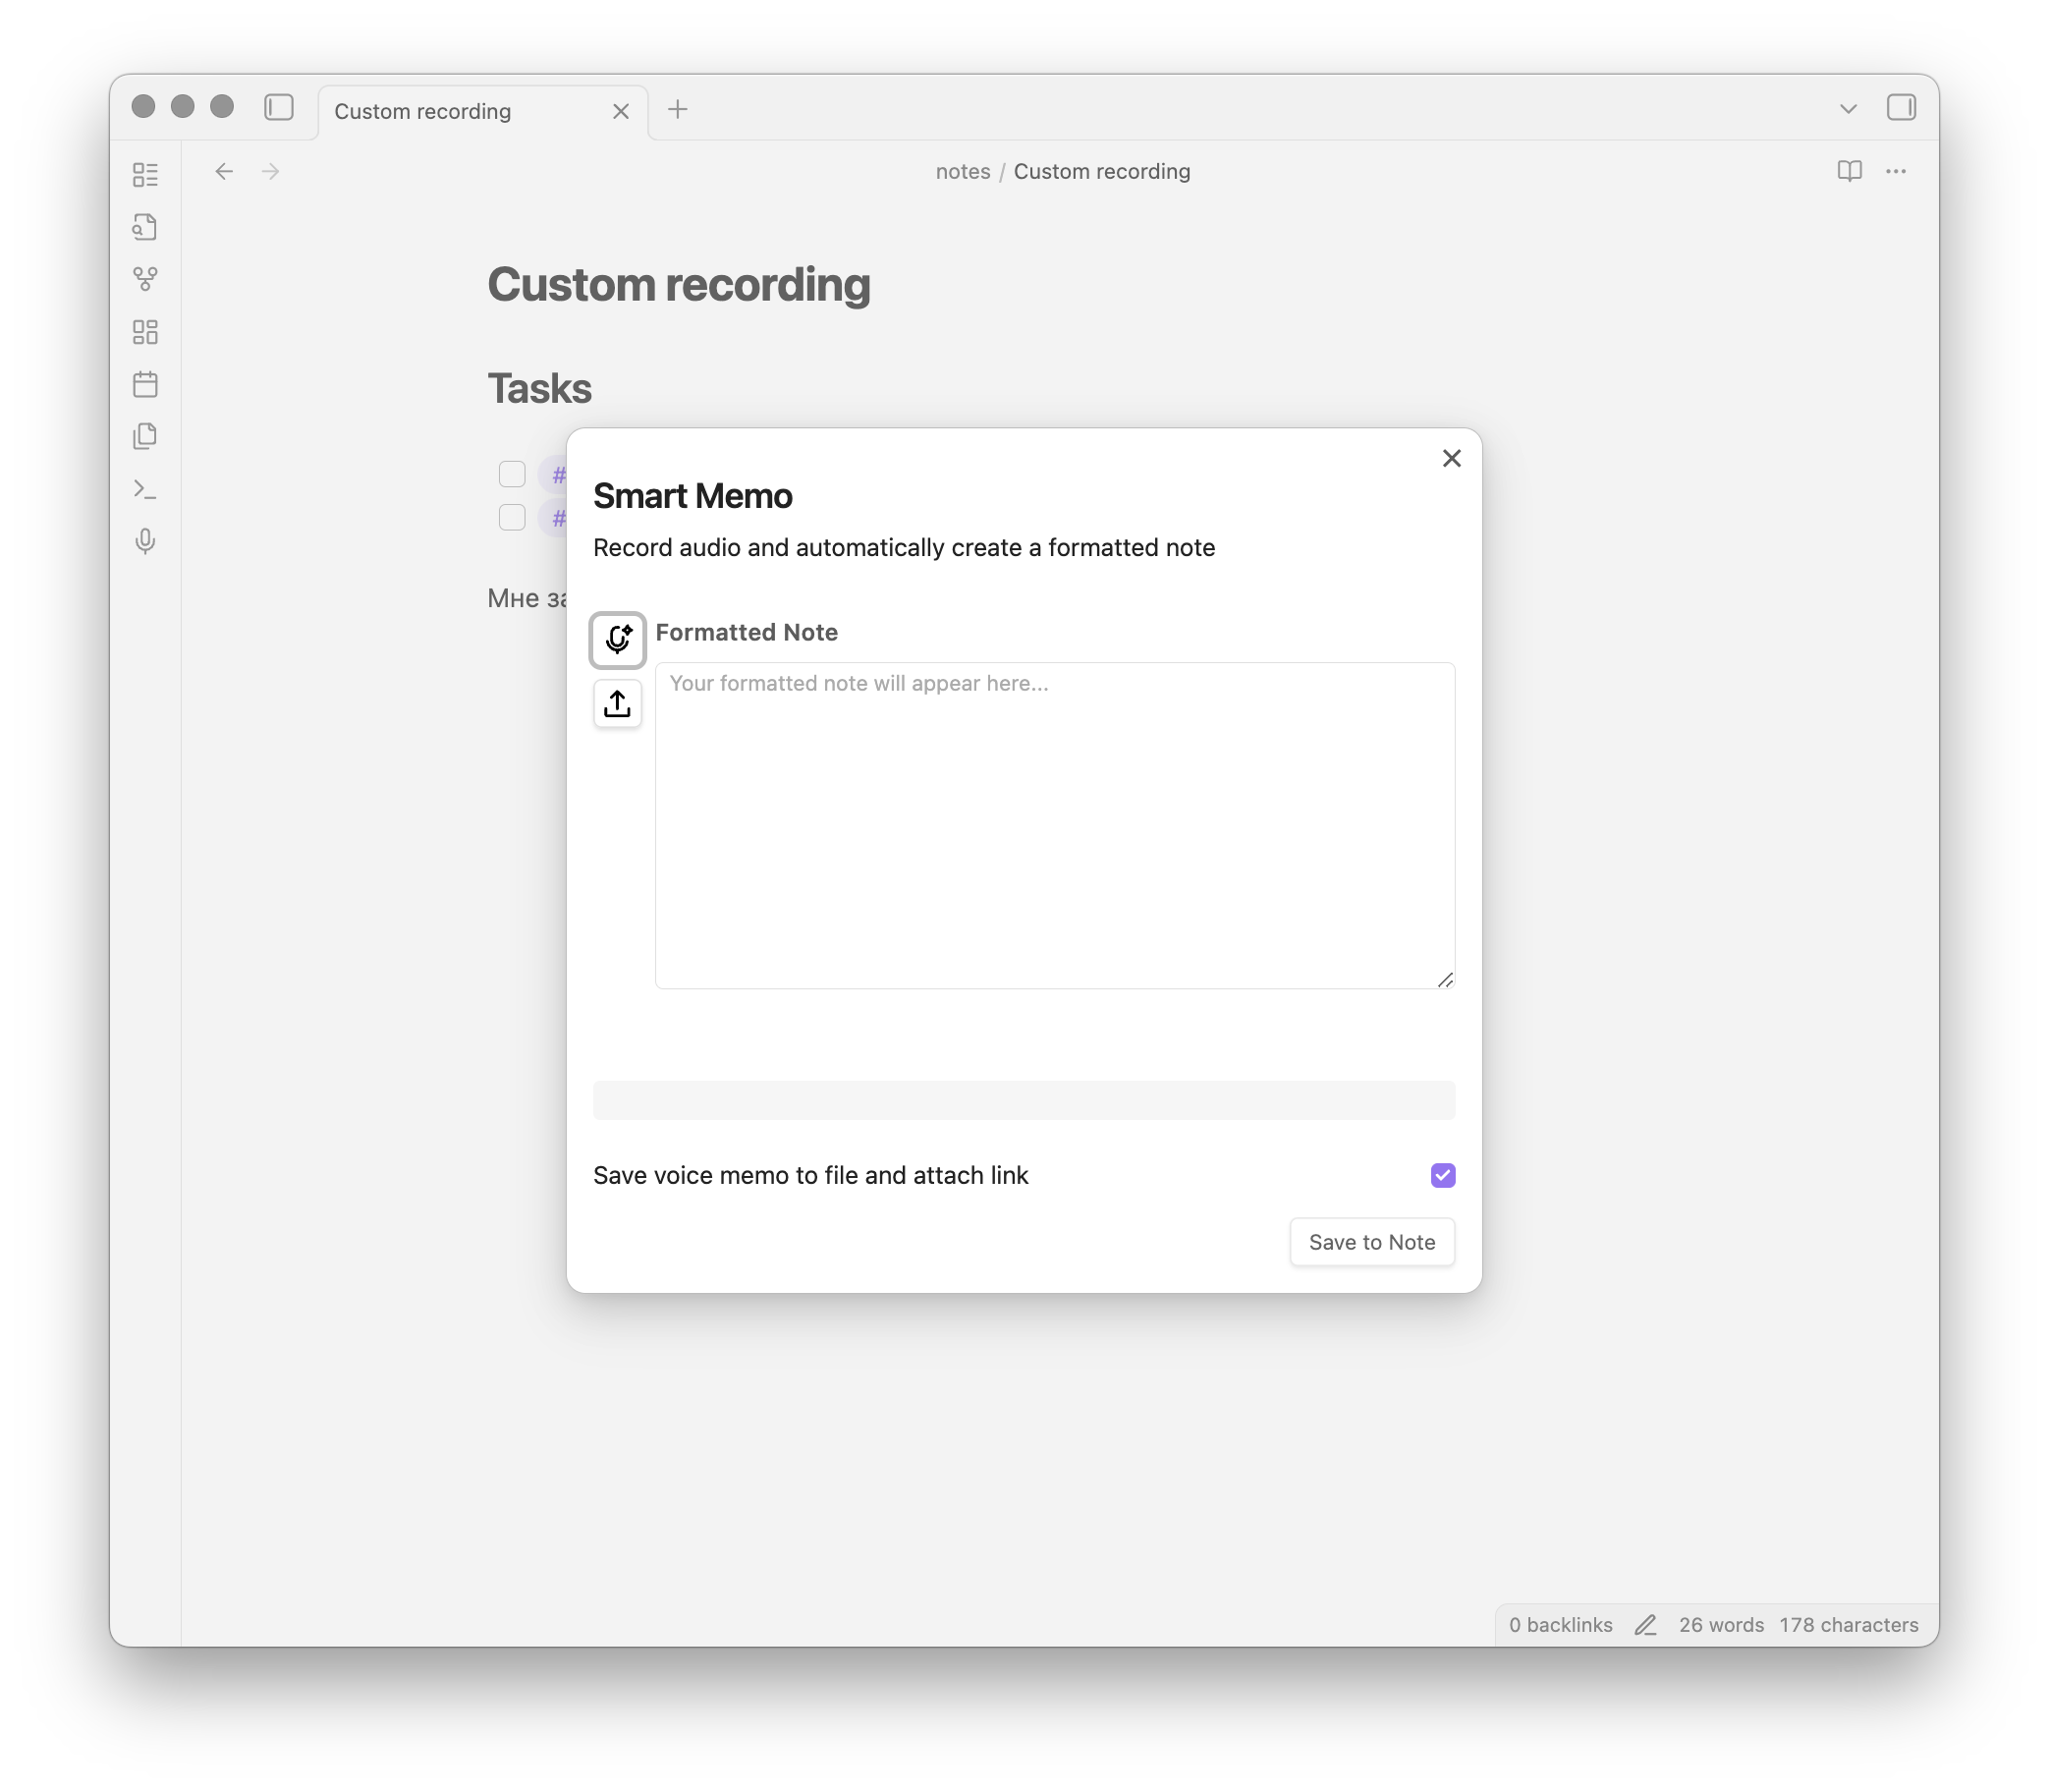 Custom recording
notes / Custom recording
Custom recording
Tasks
#
#
Мне
Smart Memo
Record audio and automatically create a formatted note
Formatted Note
Your formatted note will appear here...
Save voice memo to file and attach link
Save to Note
0 backlinks 26 words 178 characters